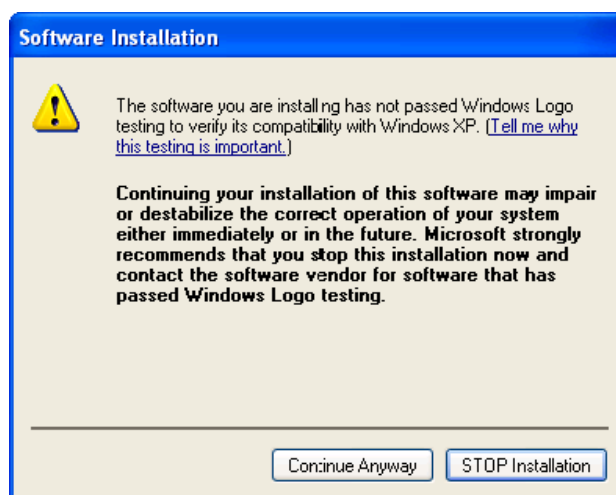 Software Installation
The software you are installing has not passed Windows Logo
testing to verify its compatibility with Windows XP. (Tell me why
this testing is important.)
Continuing your installation of this software may impair
or destabilize the correct operation of your system
either immediately or in the future. Microsoft strongly
recommends that you stop this installation now and
contact the software vendor for software that has
passed Windows Logo testing.
Continue Anyway
STOP Installation